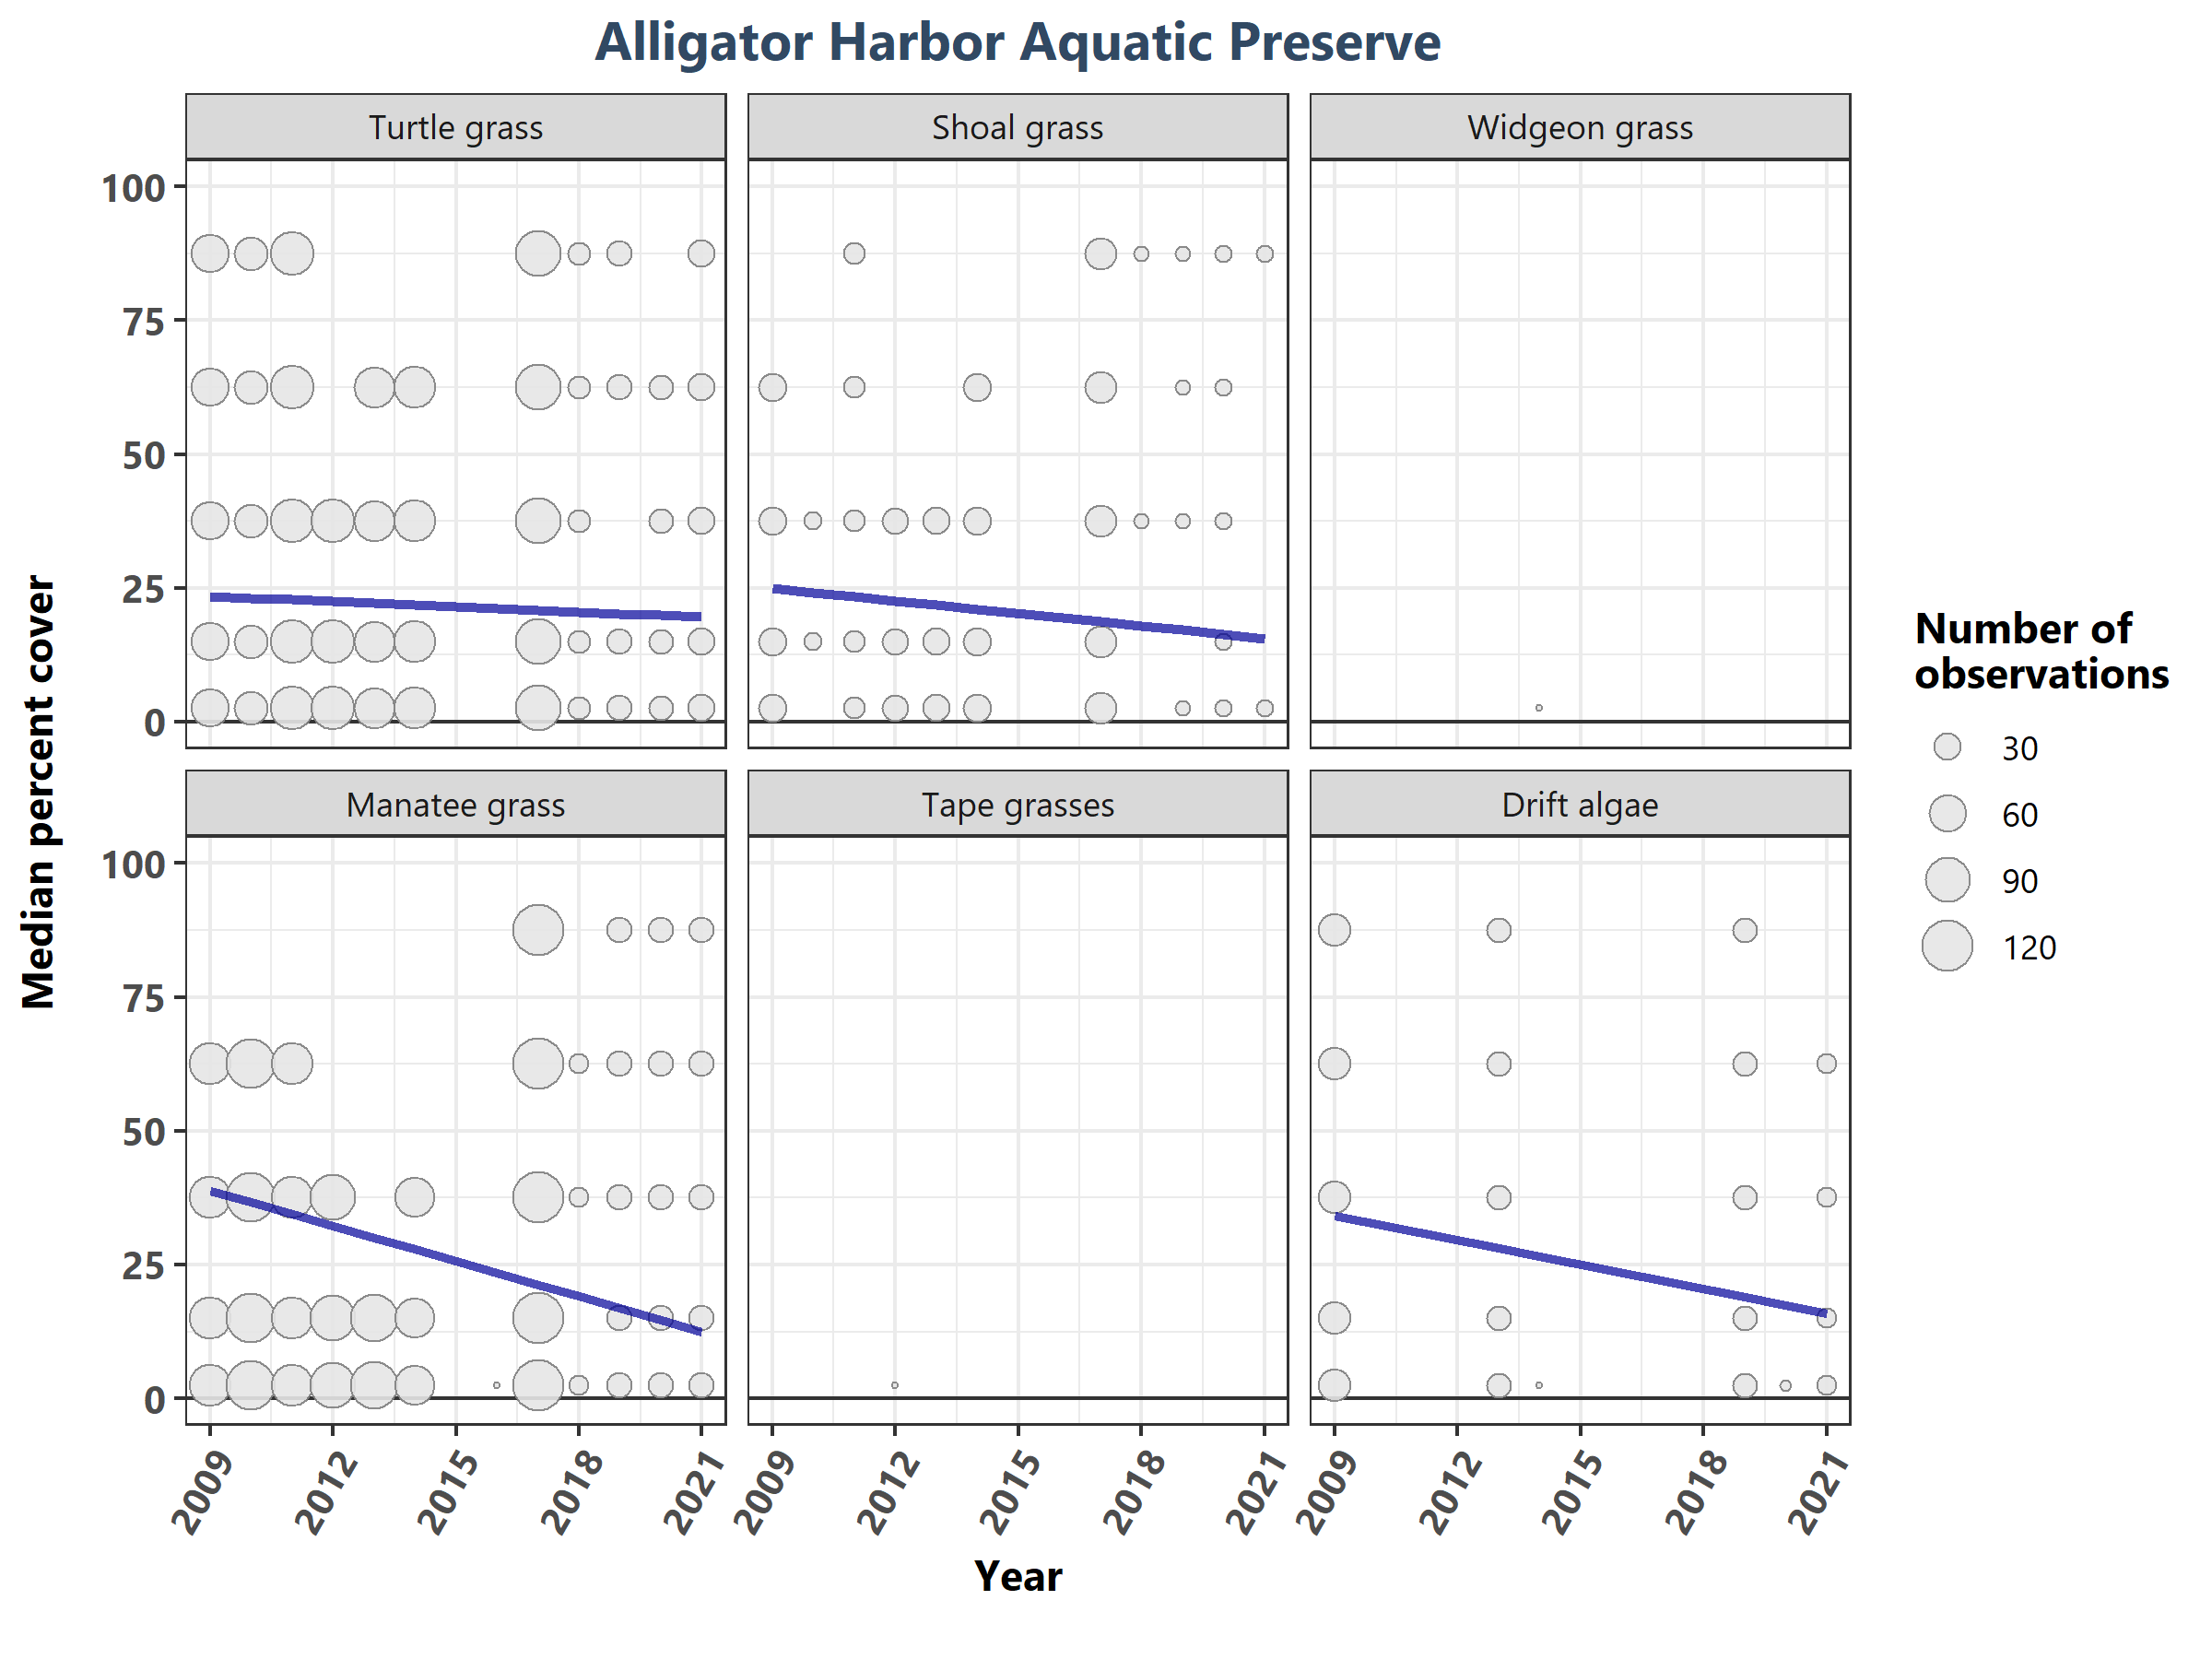 Alligator Harbor Aquatic Preserve
Turtle grass
Shoal grass
Widgeon grass
100
75
50
25
0
Manatee grass
Tape grasses
Drift algae
100
75
50
25
0
2009
2012
2015
2018
2021
2009
2012
2015
2018
2021
2009
2012
2015
2018
2021
Median percent cover
Year
Number of
observations
30
60
90
120